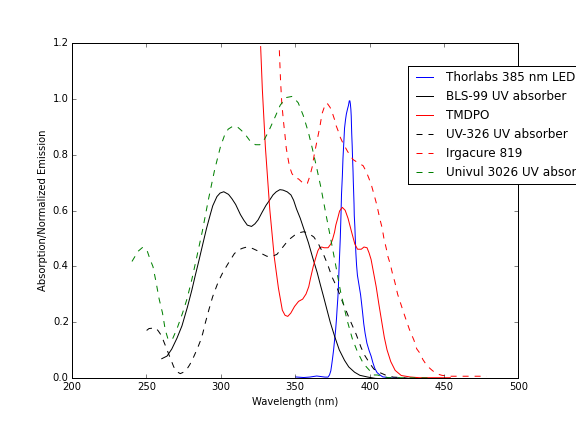 1.2
1.0
0.8
0.6
0.4
0.2
0.0
200
250
300
350
400
450
500
Absorption/Normalized Emission
Wavelength (nm)
Thorlabs 385 nm LED
BLS-99 UV absorber
TMDPO
UV-326 UV absorber
Irgacure 819
Univul 3026 UV absor